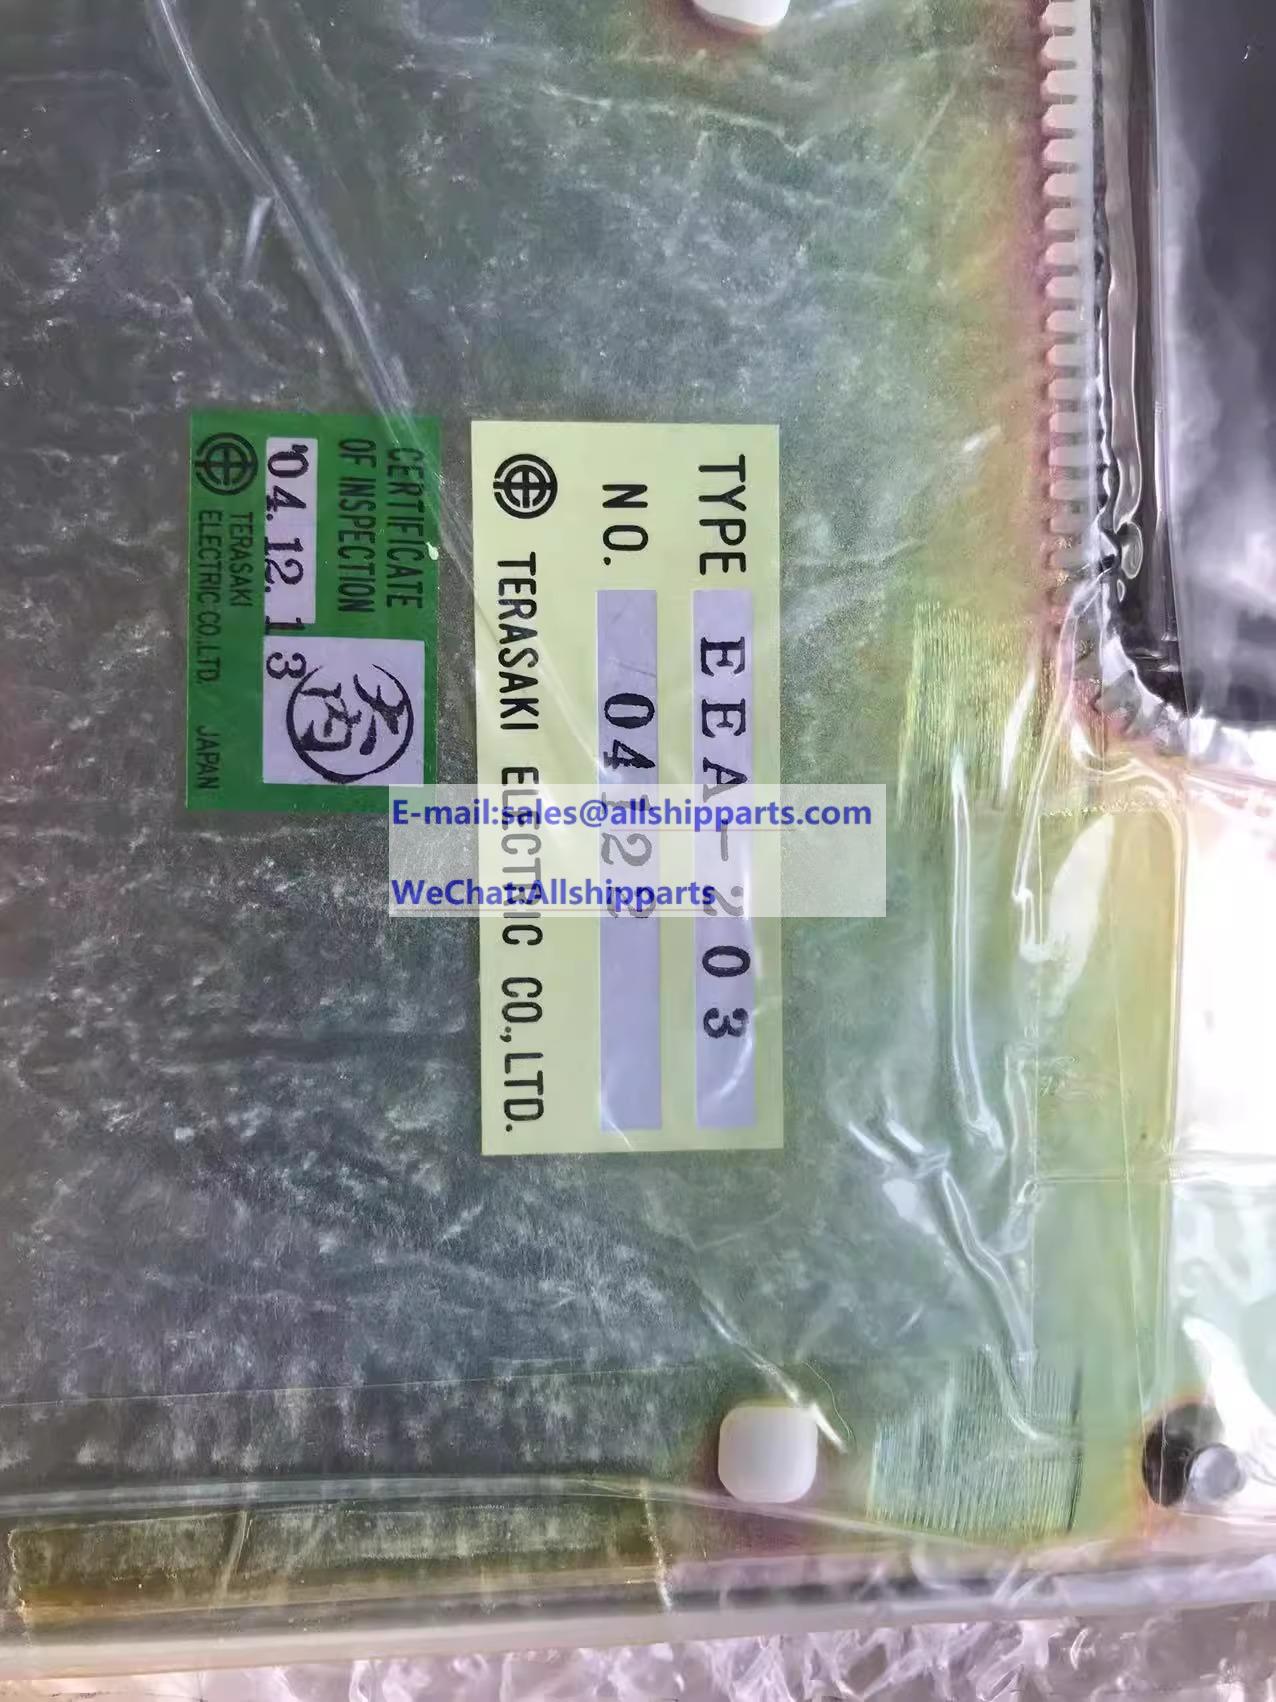 TYPE EEA-203
NO. 04122
TERASAKI ELECTRIC CO., LTD.
CERTIFICATE
OF INSPECTION
'04.12.13
TERASAKI
ELECTRIC CO.,LTD. JAPAN
E-mail:sales@allshipparts.com
WeChat:Allshipparts